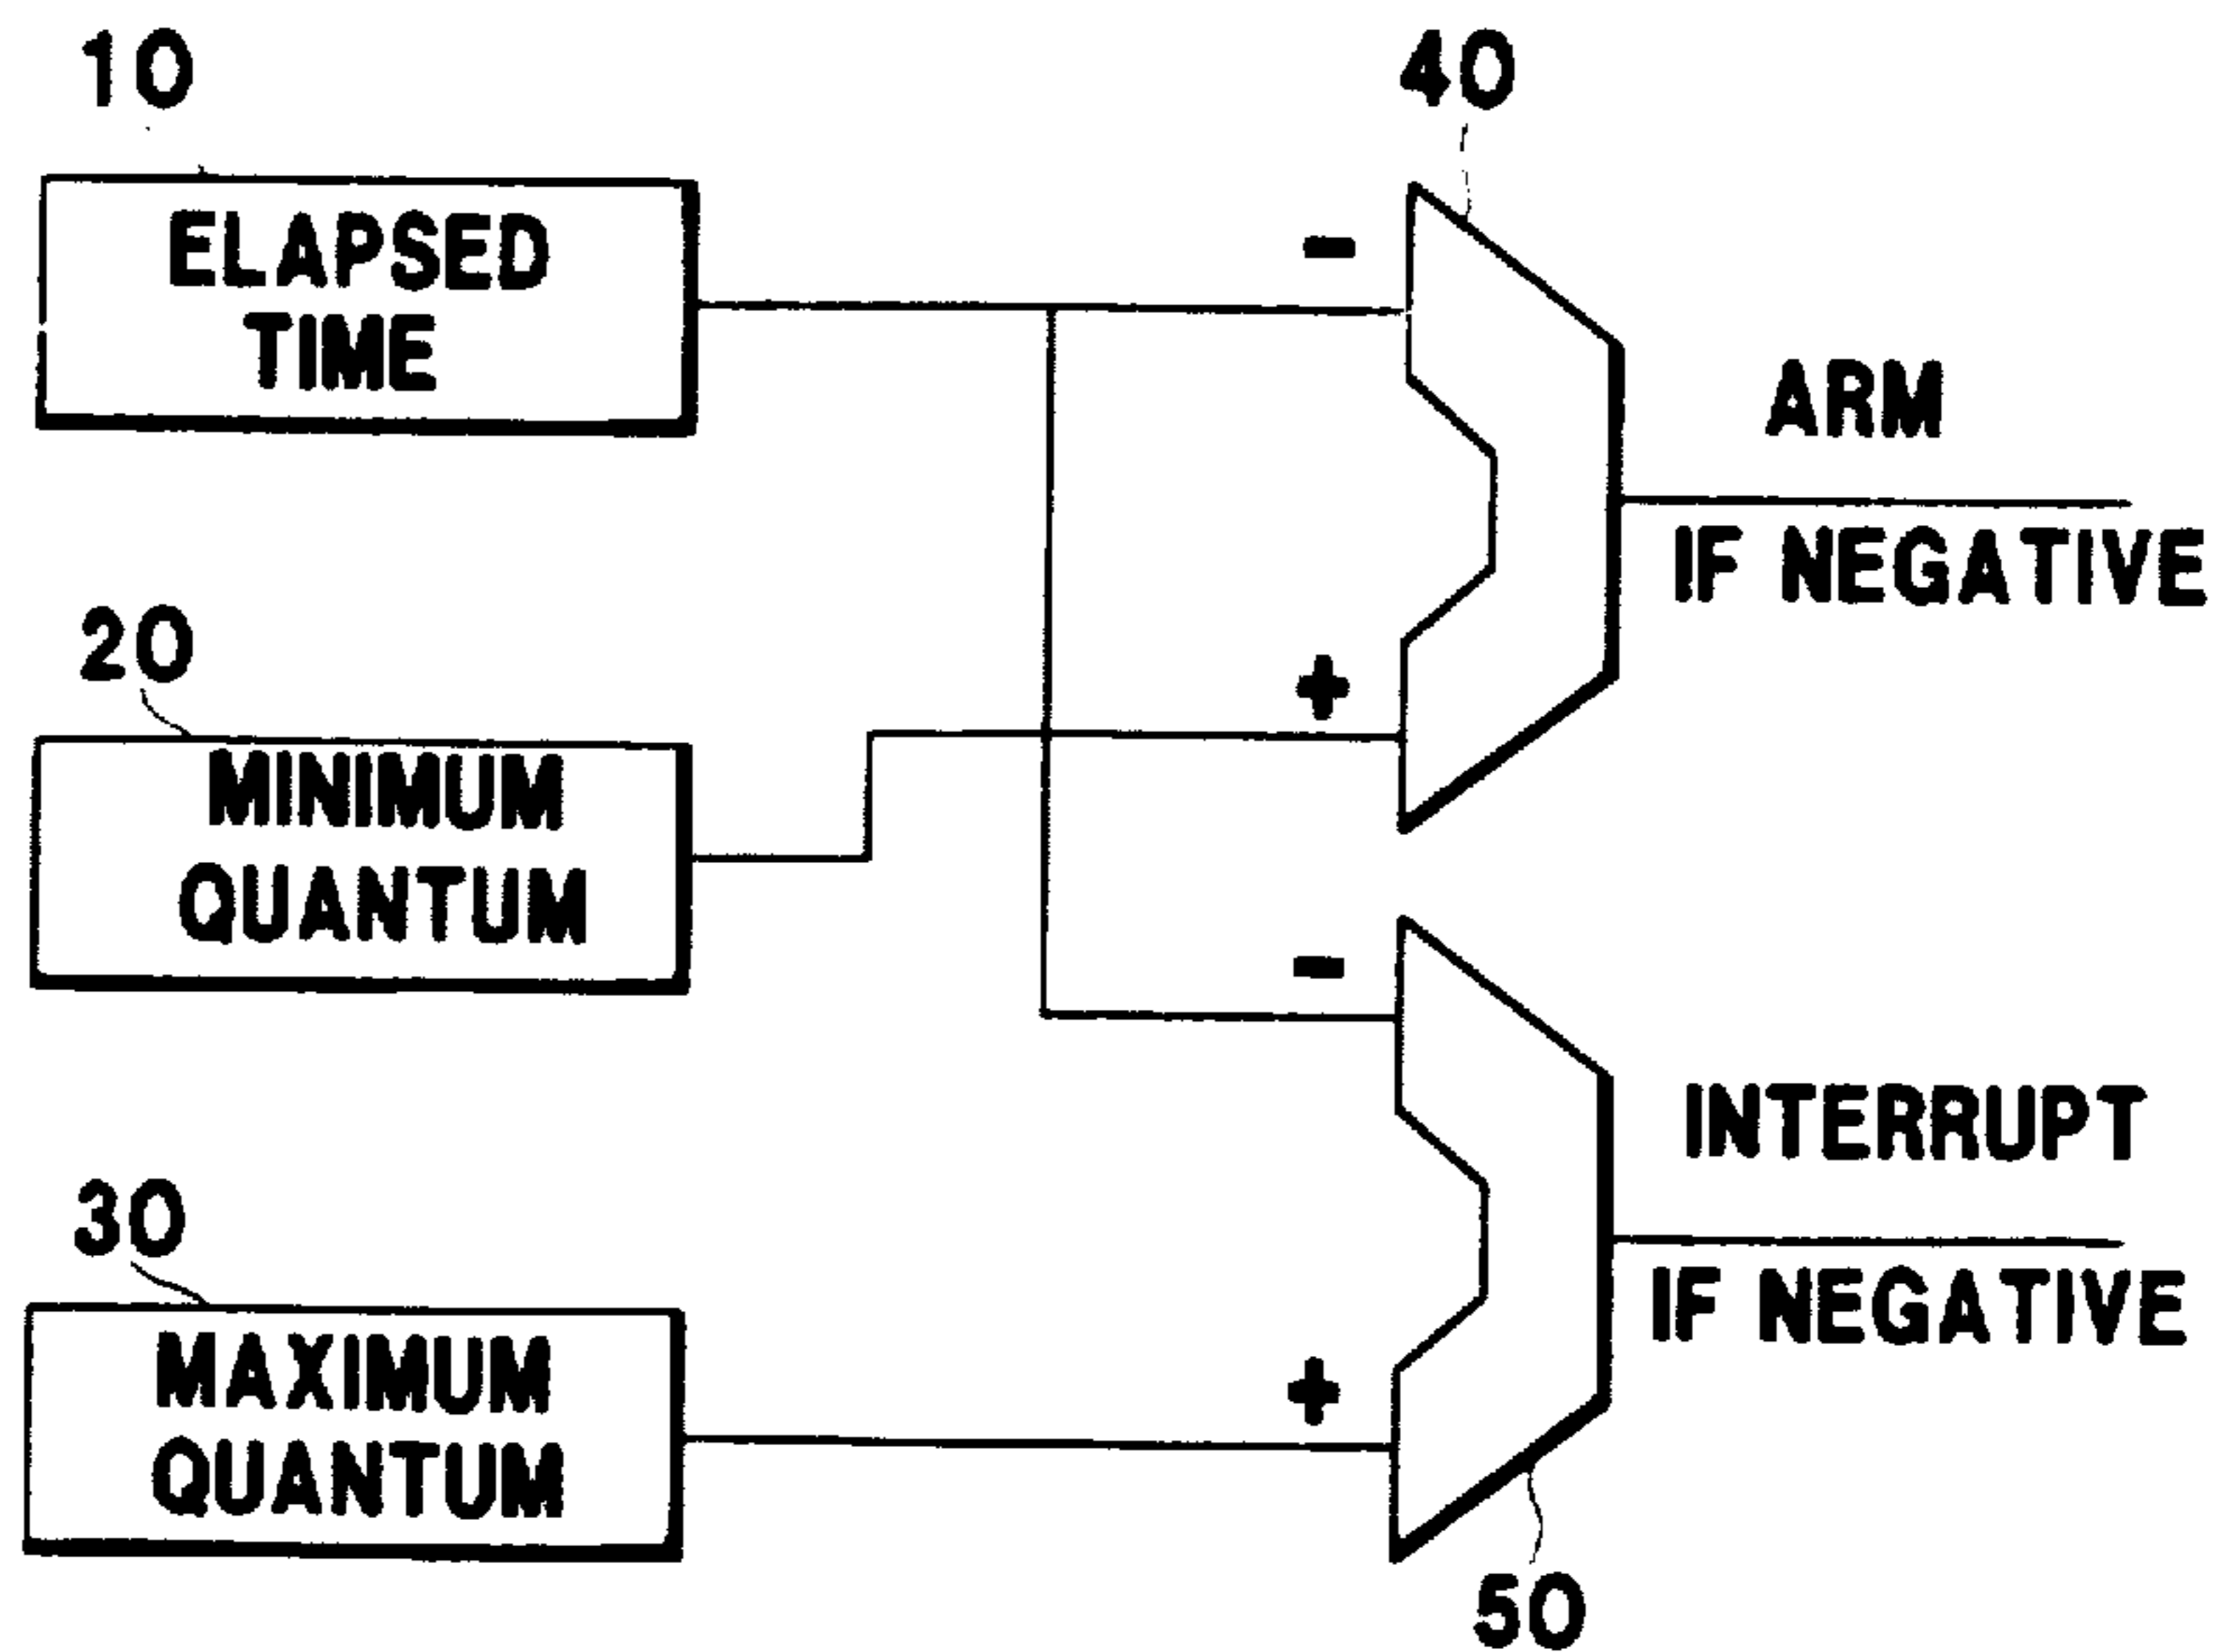 10
40
ELAPSED
TIME
-
ARM
IF NEGATIVE
20
+
MINIMUM
QUANTUM
-
INTERRUPT
IF NEGATIVE
30
MAXIMUM
QUANTUM
+
50